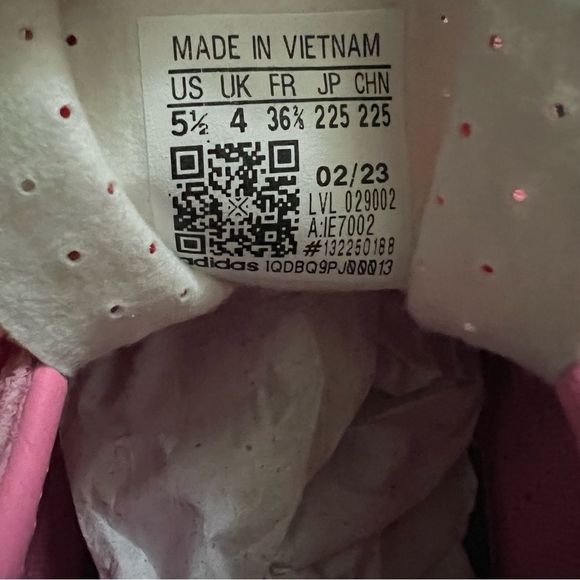 MADE IN VIETNAM
US UK FR JP CHN
5½ 4 36⅔ 225 225
02/23
LVL 029002
A:IE7002
#132250188
adidas IQDBQ9PJ00013